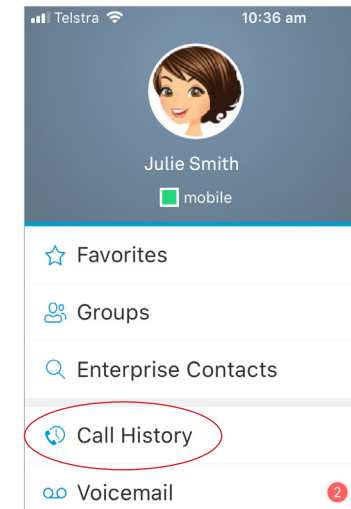 Telstra 10:36 am
Julie Smith
mobile
Favorites
Groups
Enterprise Contacts
Call History
Voicemail 2